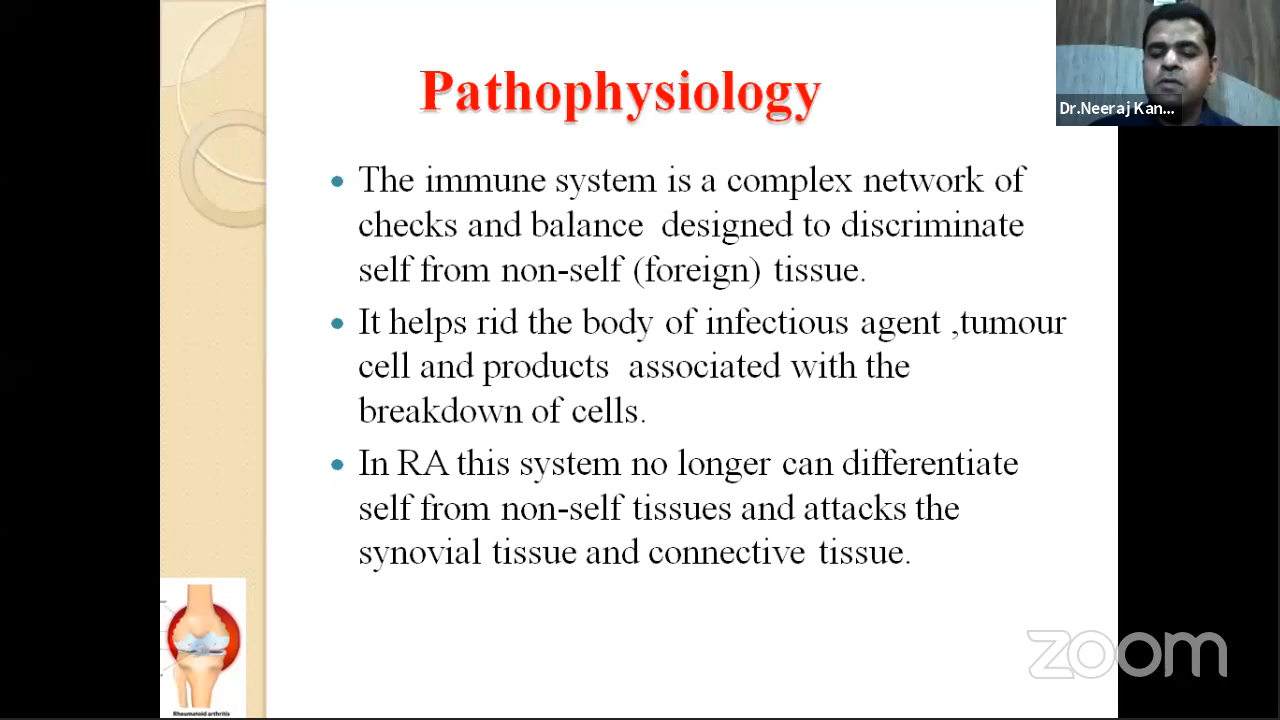 Pathophysiology
Dr.Neeraj Kan...
• The immune system is a complex network of
checks and balance designed to discriminate
self from non-self (foreign) tissue.
• It helps rid the body of infectious agent ,tumour
cell and products associated with the
breakdown of cells.
• In RA this system no longer can differentiate
self from non-self tissues and attacks the
synovial tissue and connective tissue.
Rheumatoid arthritis
zoom